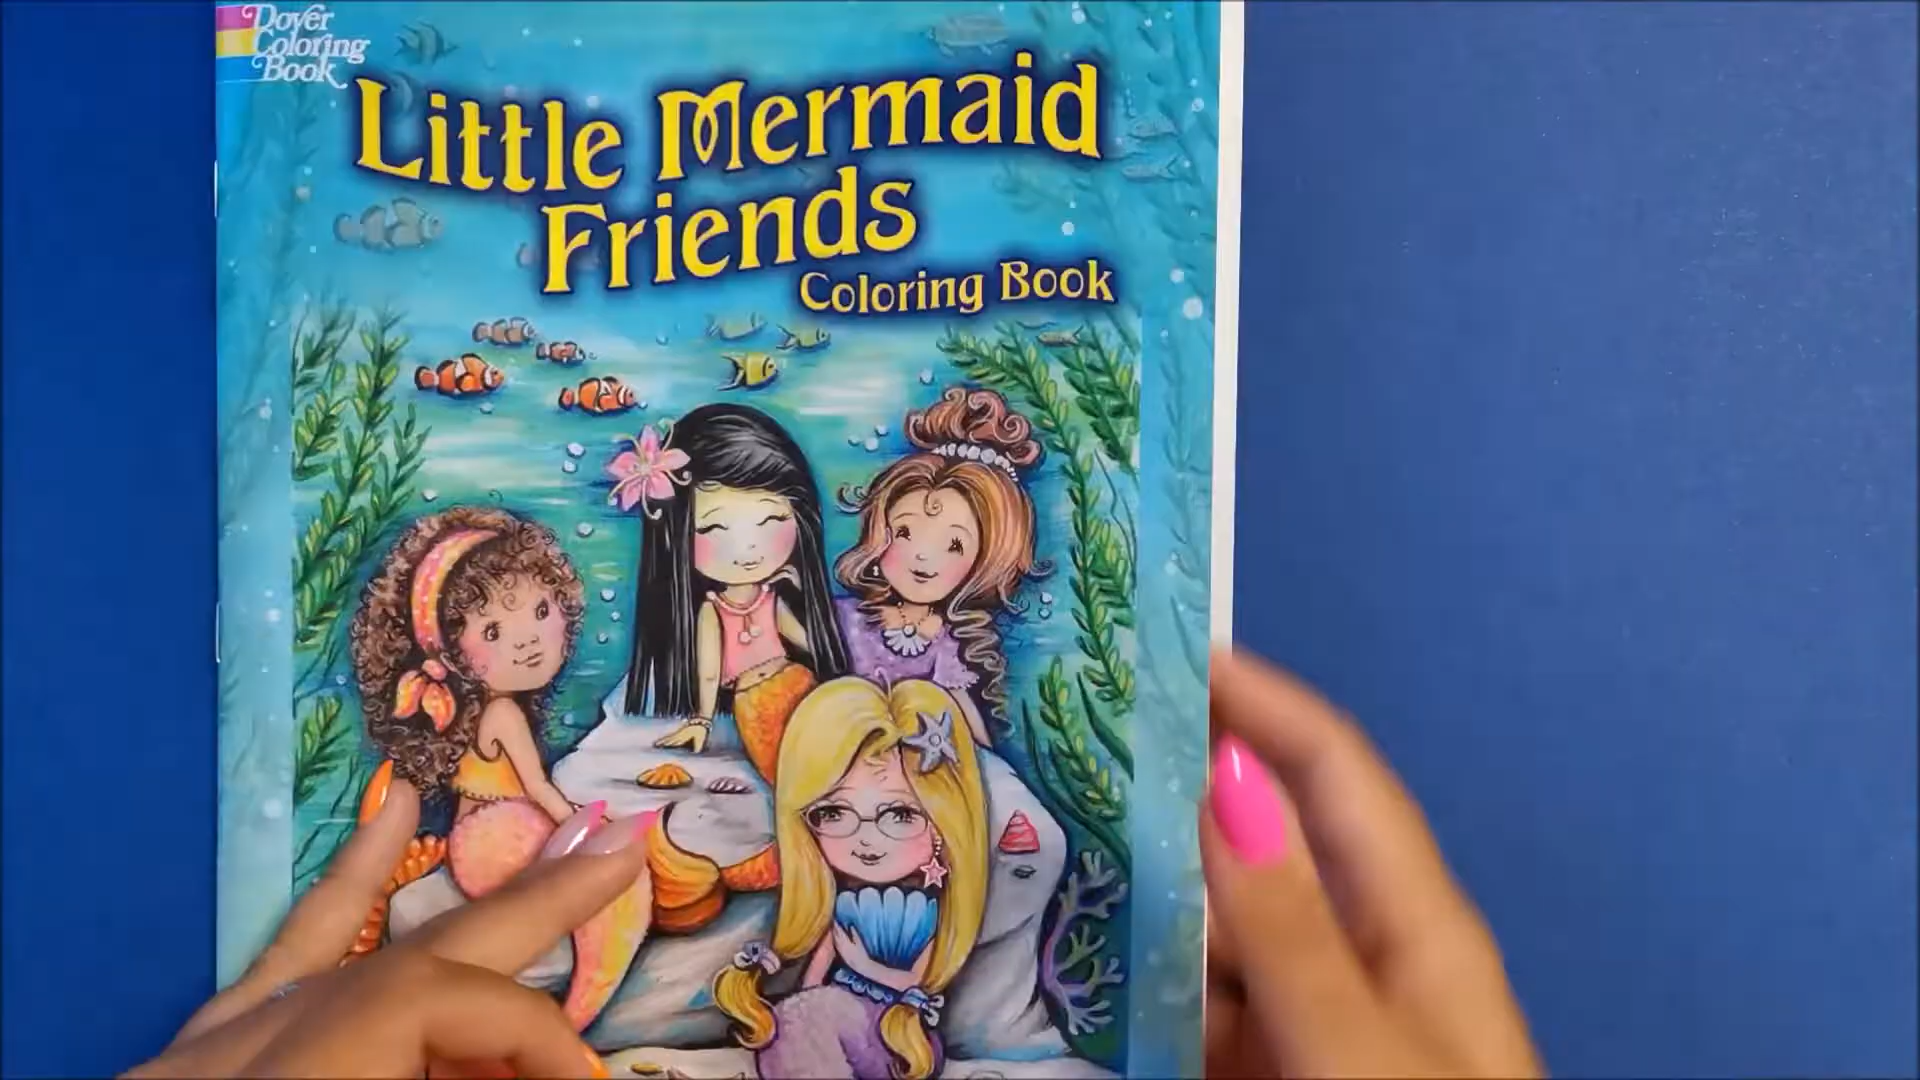 Dover
Coloring
Book
Little Mermaid
Friends
Coloring Book